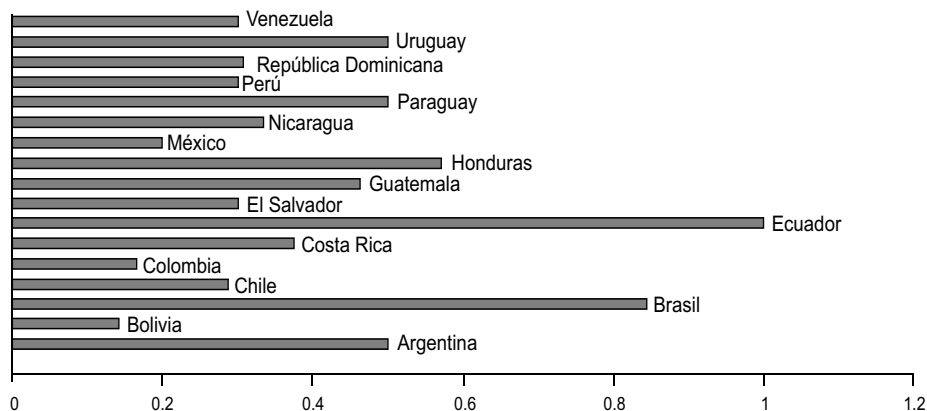 Venezuela
Uruguay
República Dominicana
Perú
Paraguay
Nicaragua
México
Honduras
Guatemala
El Salvador
Ecuador
Costa Rica
Colombia
Chile
Brasil
Bolivia
Argentina
0 0.2 0.4 0.6 0.8 1 1.2